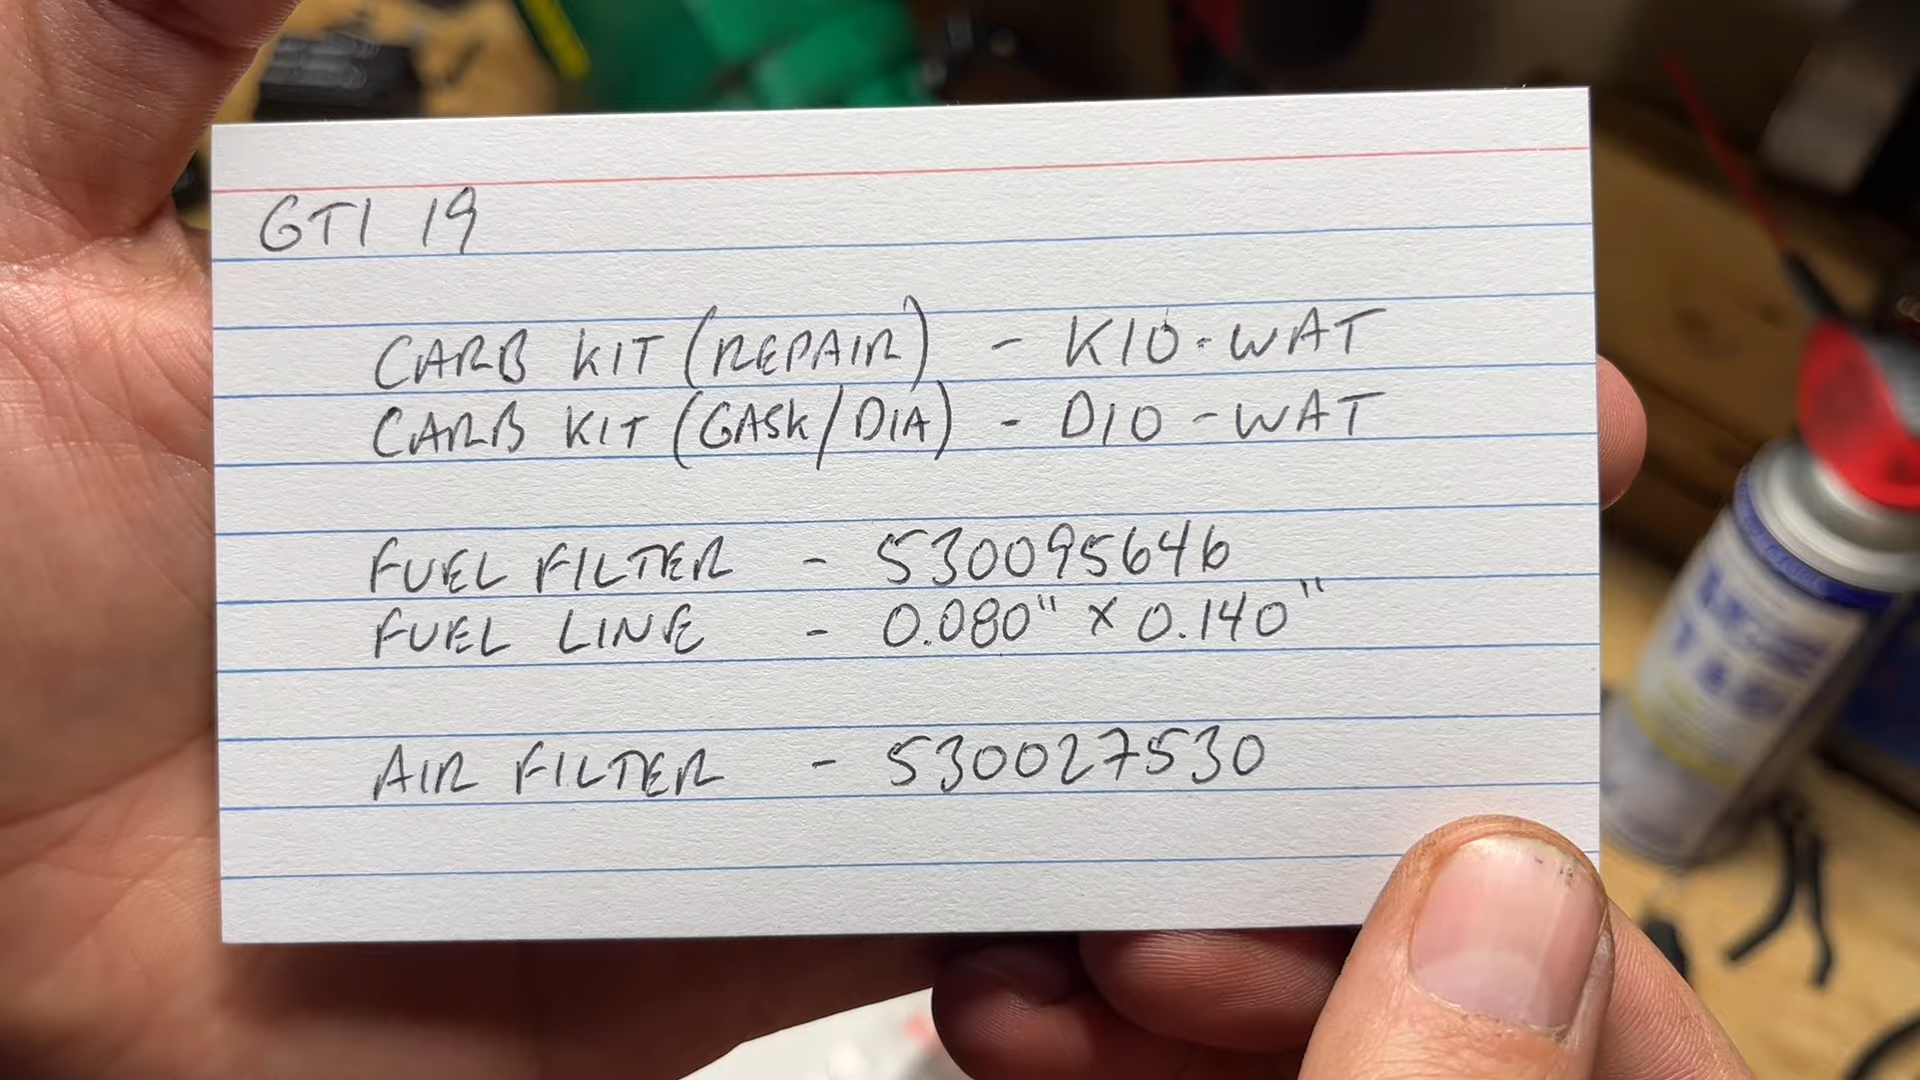 GTI 19
CARB KIT (REPAIR) - K10-WAT
CARB KIT (GASK/DIA) - D10-WAT
FUEL FILTER - 530095646
FUEL LINE - 0.080" x 0.140"
AIR FILTER - 530027530